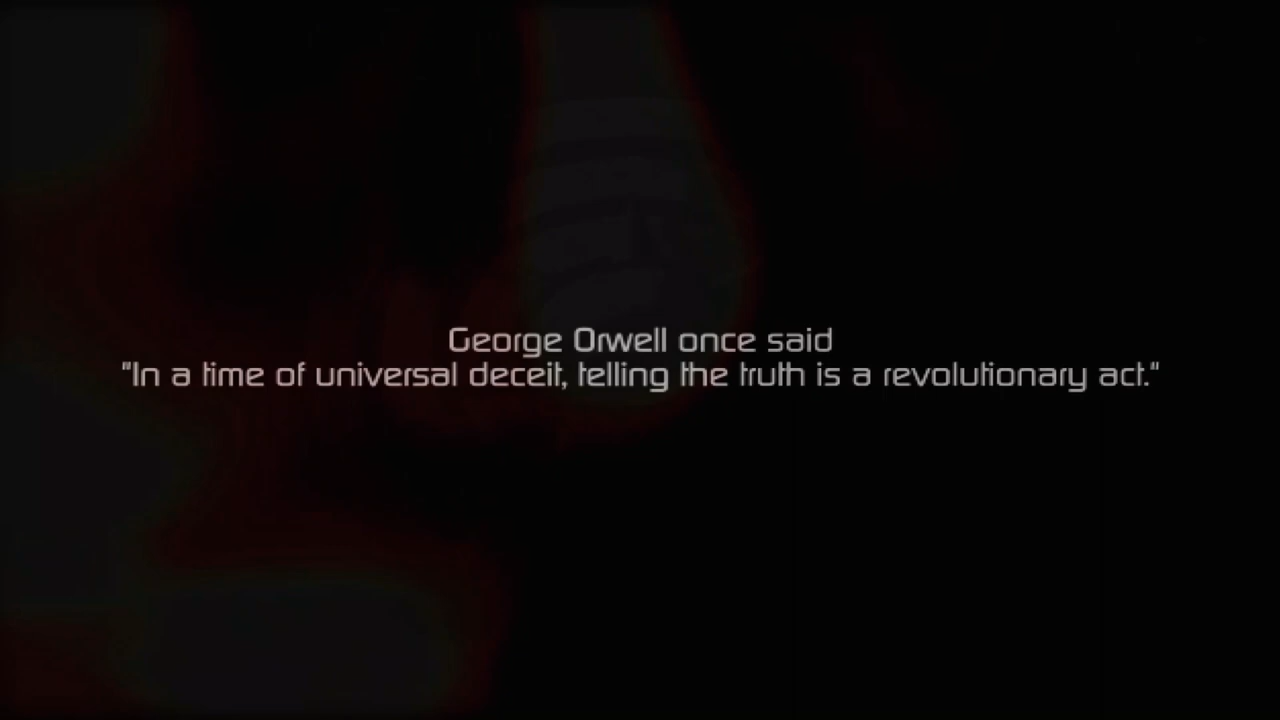 George Orwell once said
"In a time of universal deceit, telling the truth is a revolutionary act."